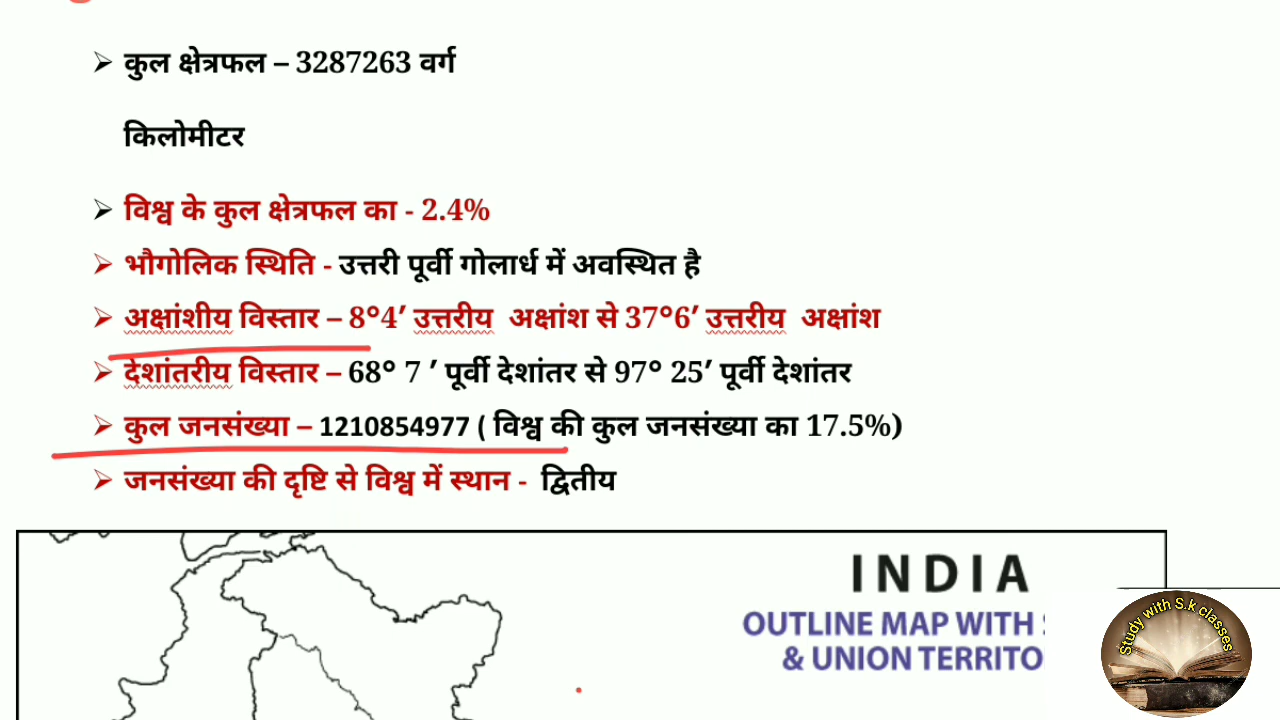 ➢ कुल क्षेत्रफल – 3287263 वर्ग
किलोमीटर
➢ विश्व के कुल क्षेत्रफल का - 2.4%
➢ भौगोलिक स्थिति - उत्तरी पूर्वी गोलार्ध में अवस्थित है
➢ अक्षांशीय विस्तार – 8°4′ उत्तरीय अक्षांश से 37°6′ उत्तरीय अक्षांश
➢ देशांतरीय विस्तार – 68° 7 ′ पूर्वी देशांतर से 97° 25′ पूर्वी देशांतर
➢ कुल जनसंख्या – 1210854977 ( विश्व की कुल जनसंख्या का 17.5%)
➢ जनसंख्या की दृष्टि से विश्व में स्थान - द्वितीय
INDIA
OUTLINE MAP WITH
& UNION TERRITO
Study with S.k classes